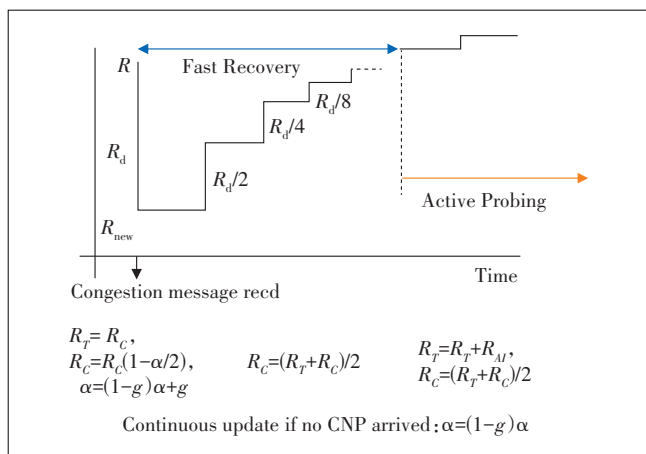 R
Fast Recovery
R_d/8
R_d/4
R_d
R_d/2
Active Probing
R_new
Time
Congestion message recd
R_T= R_C,
R_C=R_C(1-α/2),
α=(1-g)α+g
R_C=(R_T+R_C)/2
R_T=R_T+R_AI,
R_C=(R_T+R_C)/2
Continuous update if no CNP arrived:α=(1-g)α